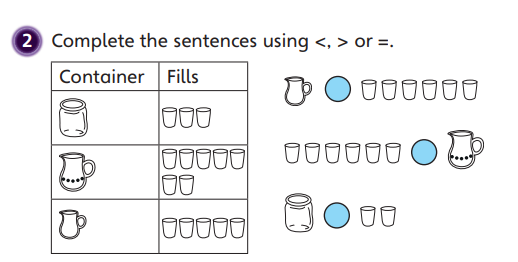 2 Complete the sentences using <, > or =.
Container Fills